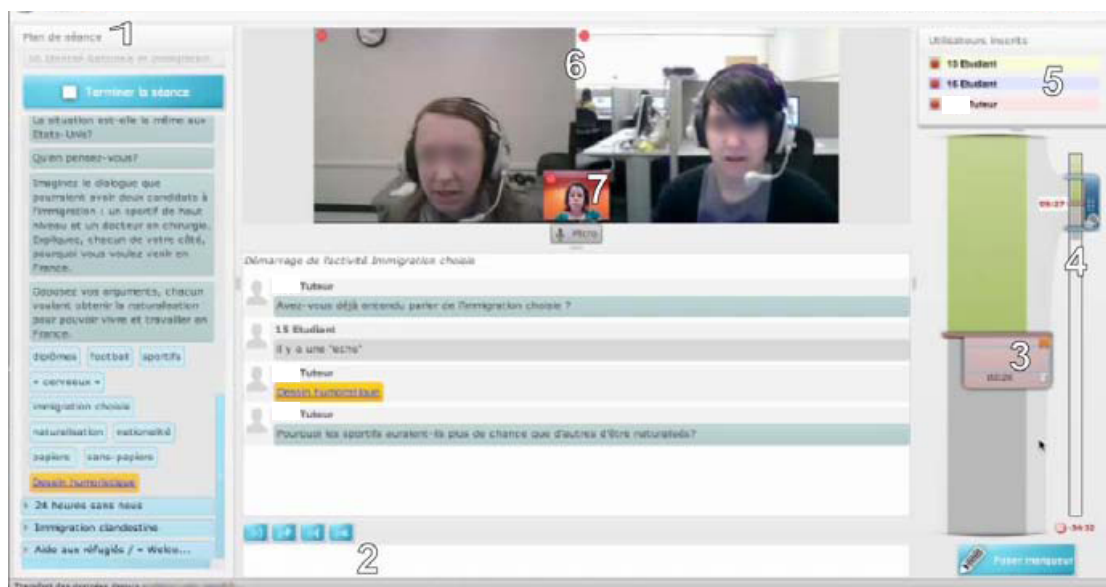 Plan de séance
1
Terminer la séance
La situation est-elle la même aux
Etats-Unis?
Qu'en pensez-vous?
Imaginez le dialogue que
pourraient avoir deux candidats à
l'immigration : un sportif de haut
niveau et un docteur en chirurgie.
Expliquez, chacun de votre côté,
pourquoi vous voulez venir en
France.
Opposez vos arguments, chacun
voulant obtenir la naturalisation
pour pouvoir vivre et travailler en
France.
diplômes football sportifs
« cerveaux »
immigration choisie
naturalisation nationalité
papiers sans-papiers
Dessin humoristique
24 heures sans nous
Immigration clandestine
Aide aux réfugiés / « Welco...
6
7
Micro
Démarrage de l'activité Immigration choisie
Tuteur
Avez-vous déjà entendu parler de l'immigration choisie ?
15 Etudiant
Il y a une "echo"
Tuteur
Dessin humoristique
Tuteur
Pourquoi les sportifs auraient-ils plus de chance que d'autres d'être naturalisés?
2
Utilisateurs inscrits
15 Etudiant
16 Etudiant
Tuteur
5
4
3
Poser marqueur